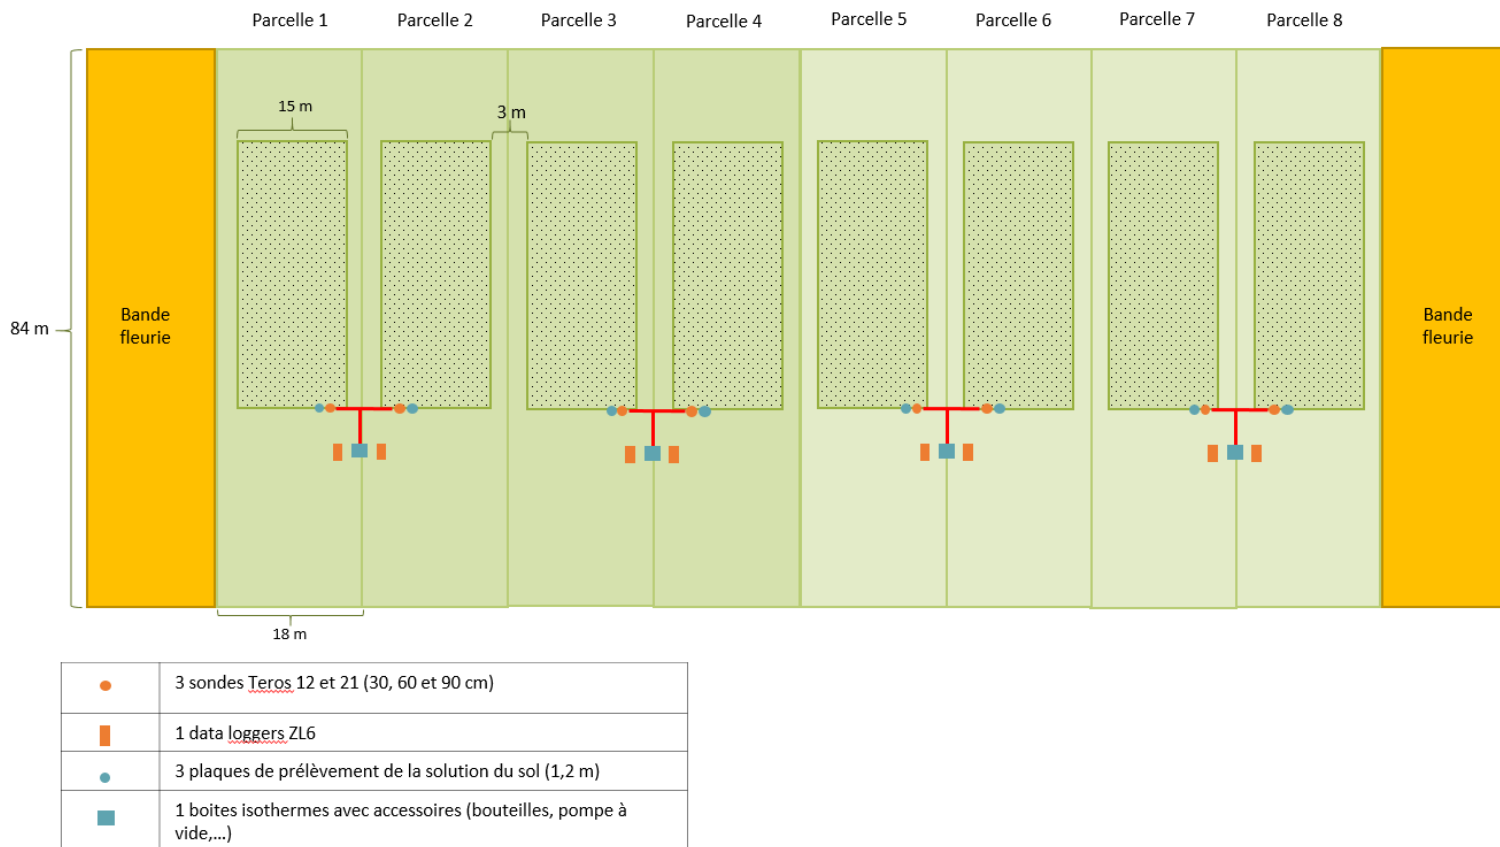 Parcelle 1
Parcelle 2
Parcelle 3
Parcelle 4
Parcelle 5
Parcelle 6
Parcelle 7
Parcelle 8
15 m
3 m
84 m
Bande
fleurie
Bande
fleurie
18 m
3 sondes Teros 12 et 21 (30, 60 et 90 cm)
1 data loggers ZL6
3 plaques de prélèvement de la solution du sol (1,2 m)
1 boites isothermes avec accessoires (bouteilles, pompe à
vide,...)